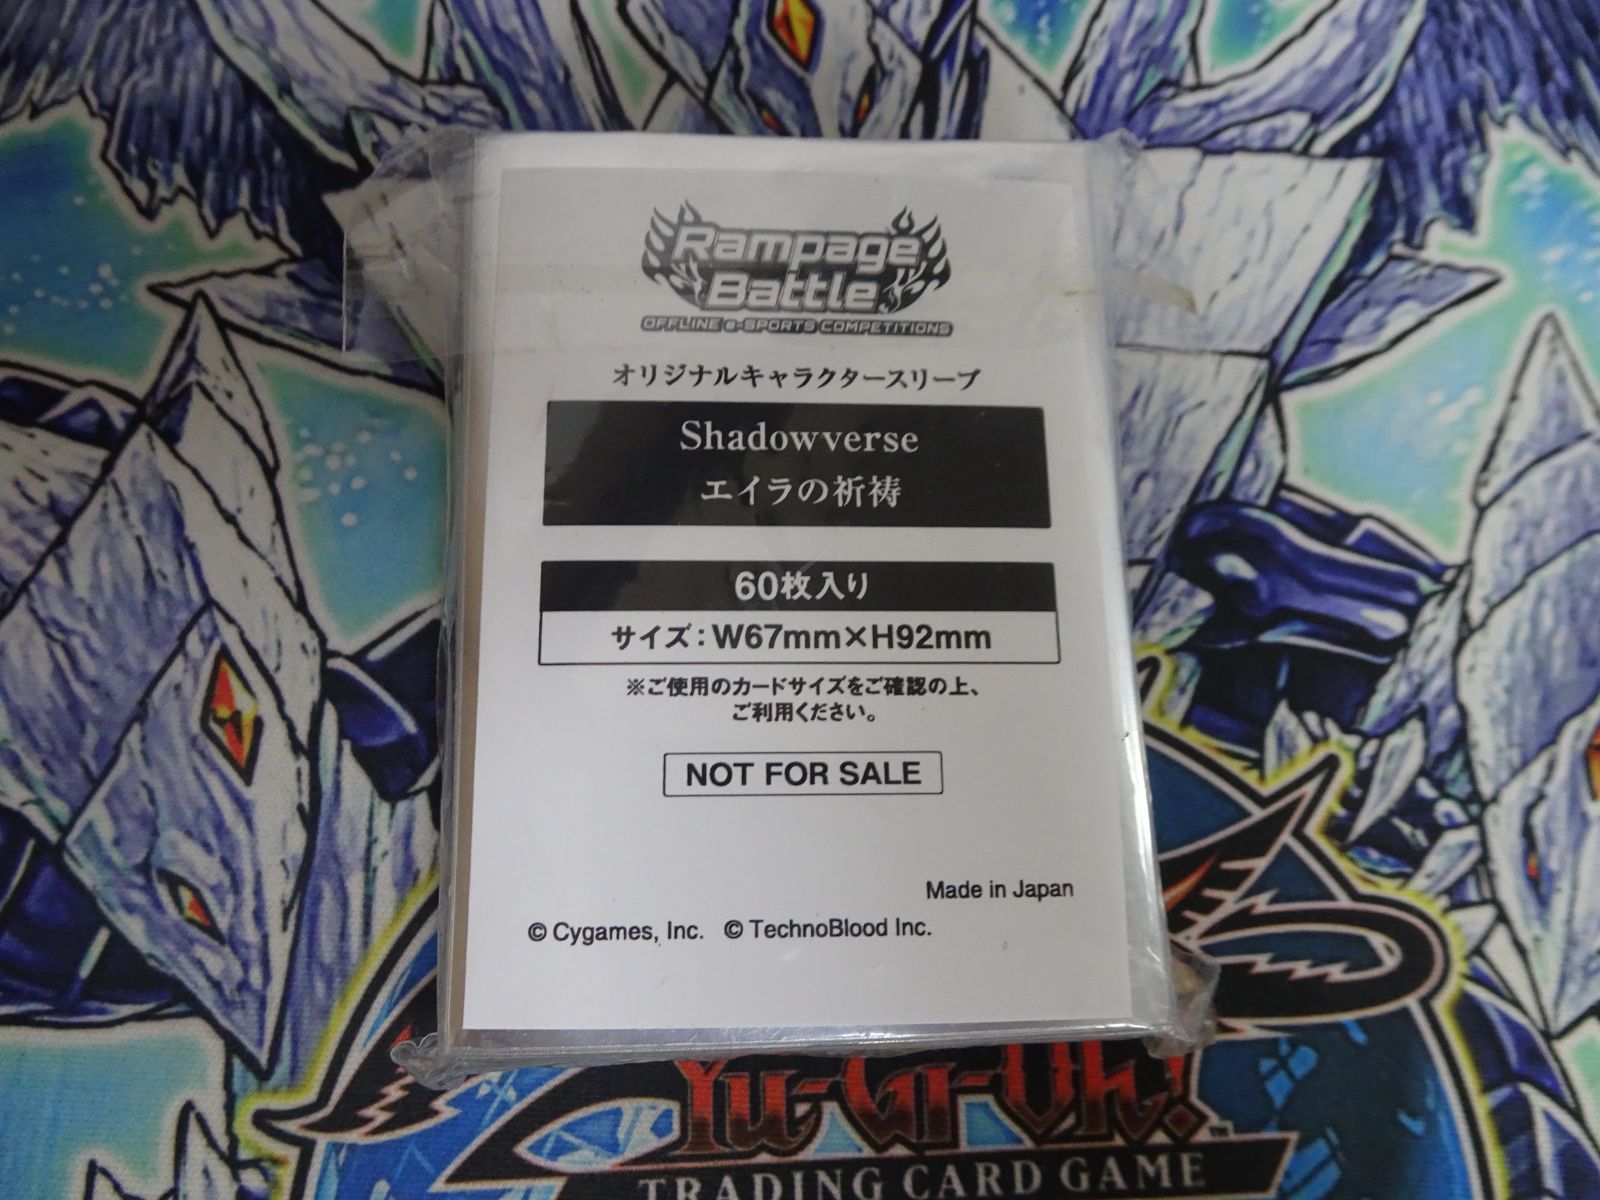 Rampage
Battle
OFFLINE e-SPORTS COMPETITIONS
オリジナルキャラクタースリーブ
Shadowverse
エイラの祈祷
60枚入り
サイズ：W67mm×H92mm
※ご使用のカードサイズをご確認の上、
ご利用ください。
NOT FOR SALE
Made in Japan
© Cygames, Inc. © TechnoBlood Inc.
Yu-Gi-Oh!
TRADING CARD GAME